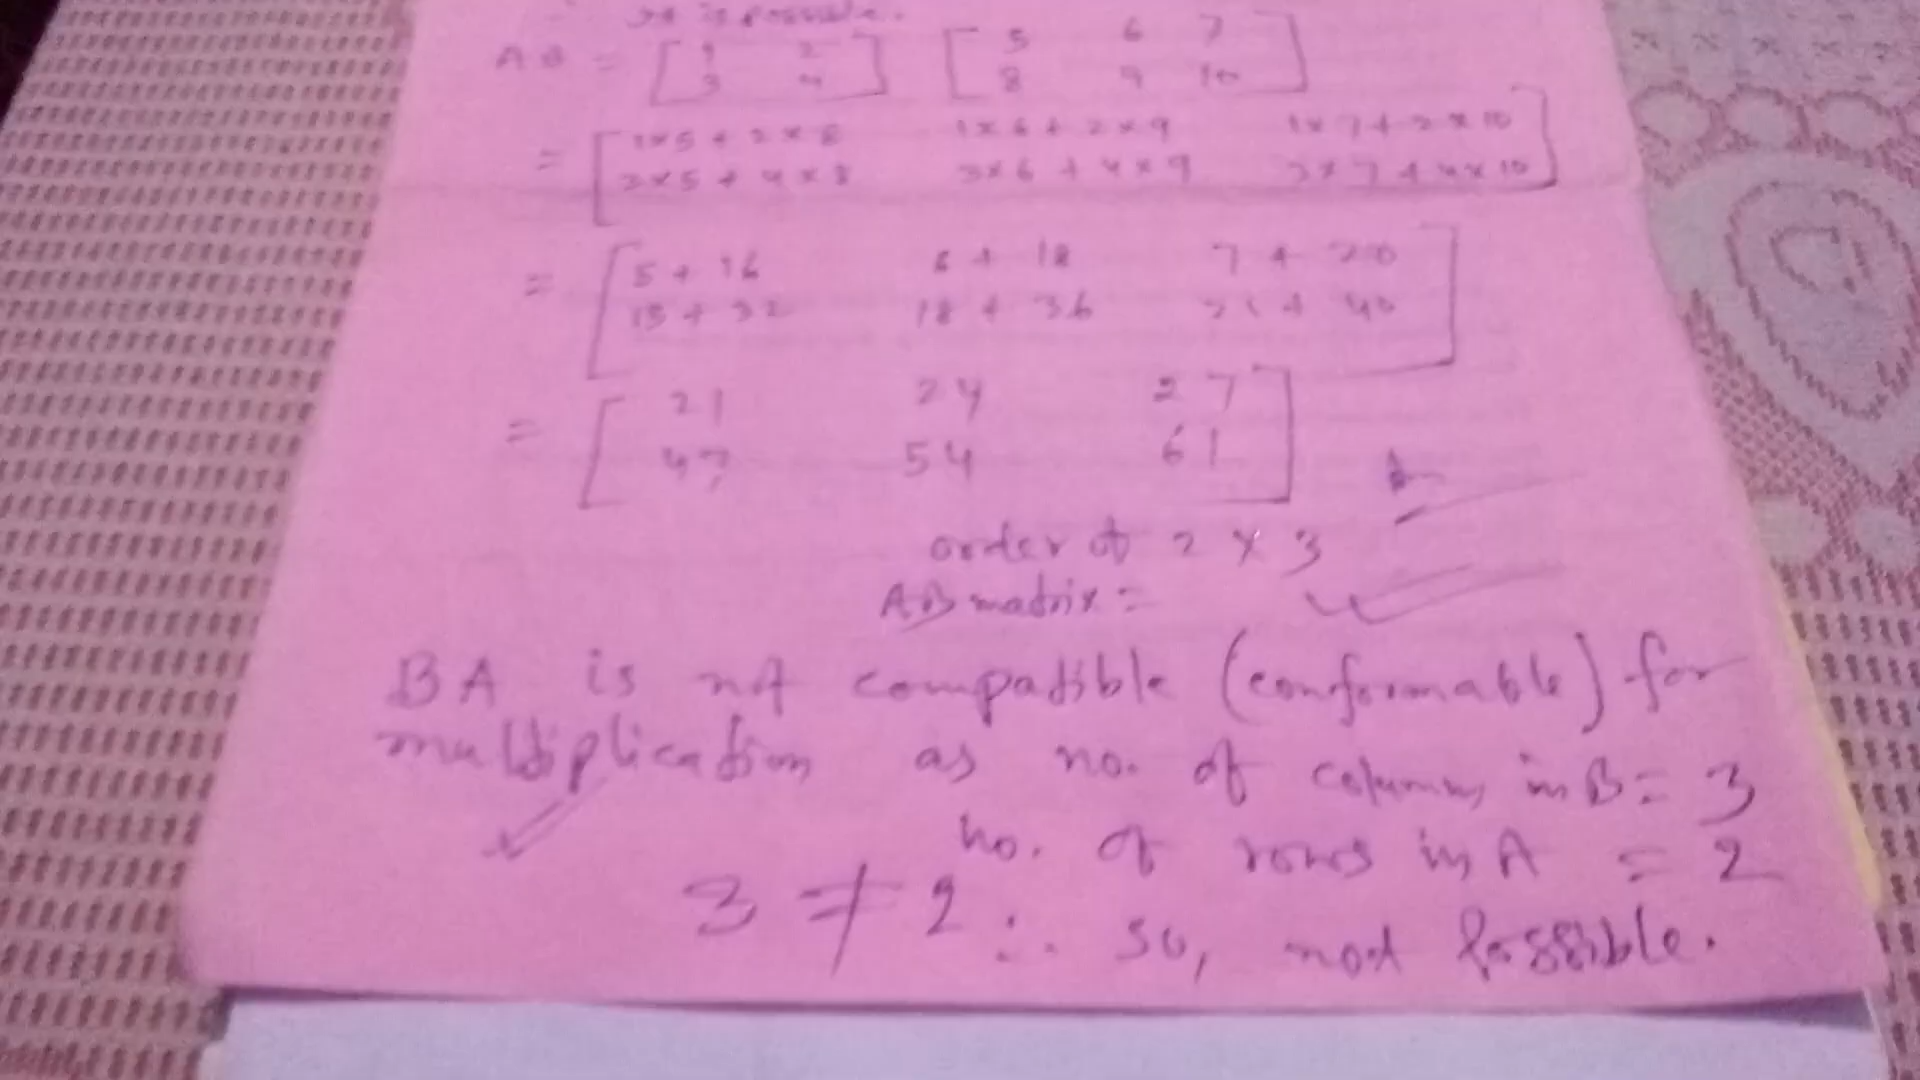 It is possible.
AB = [ 1 2 ] [ 5 6 7 ]
3 4 8 9 10
= [ 1×5 + 2×8 1×6 + 2×9 1×7 + 2×10 ]
3×5 + 4×8 3×6 + 4×9 3×7 + 4×10
= [ 5 + 16 6 + 18 7 + 20 ]
15 + 32 18 + 36 21 + 40
= [ 21 24 27 ]
47 54 61
order of 2 × 3
AB matrix =
BA is not compatible (conformable) for
multiplication as no. of columns in B = 3
no. of rows in A = 2
3 ≠ 2 ∴ so, not possible.